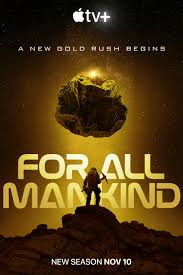 tv+
A NEW GOLD RUSH BEGINS
FOR ALL
MANKIND
NEW SEASON NOV 10